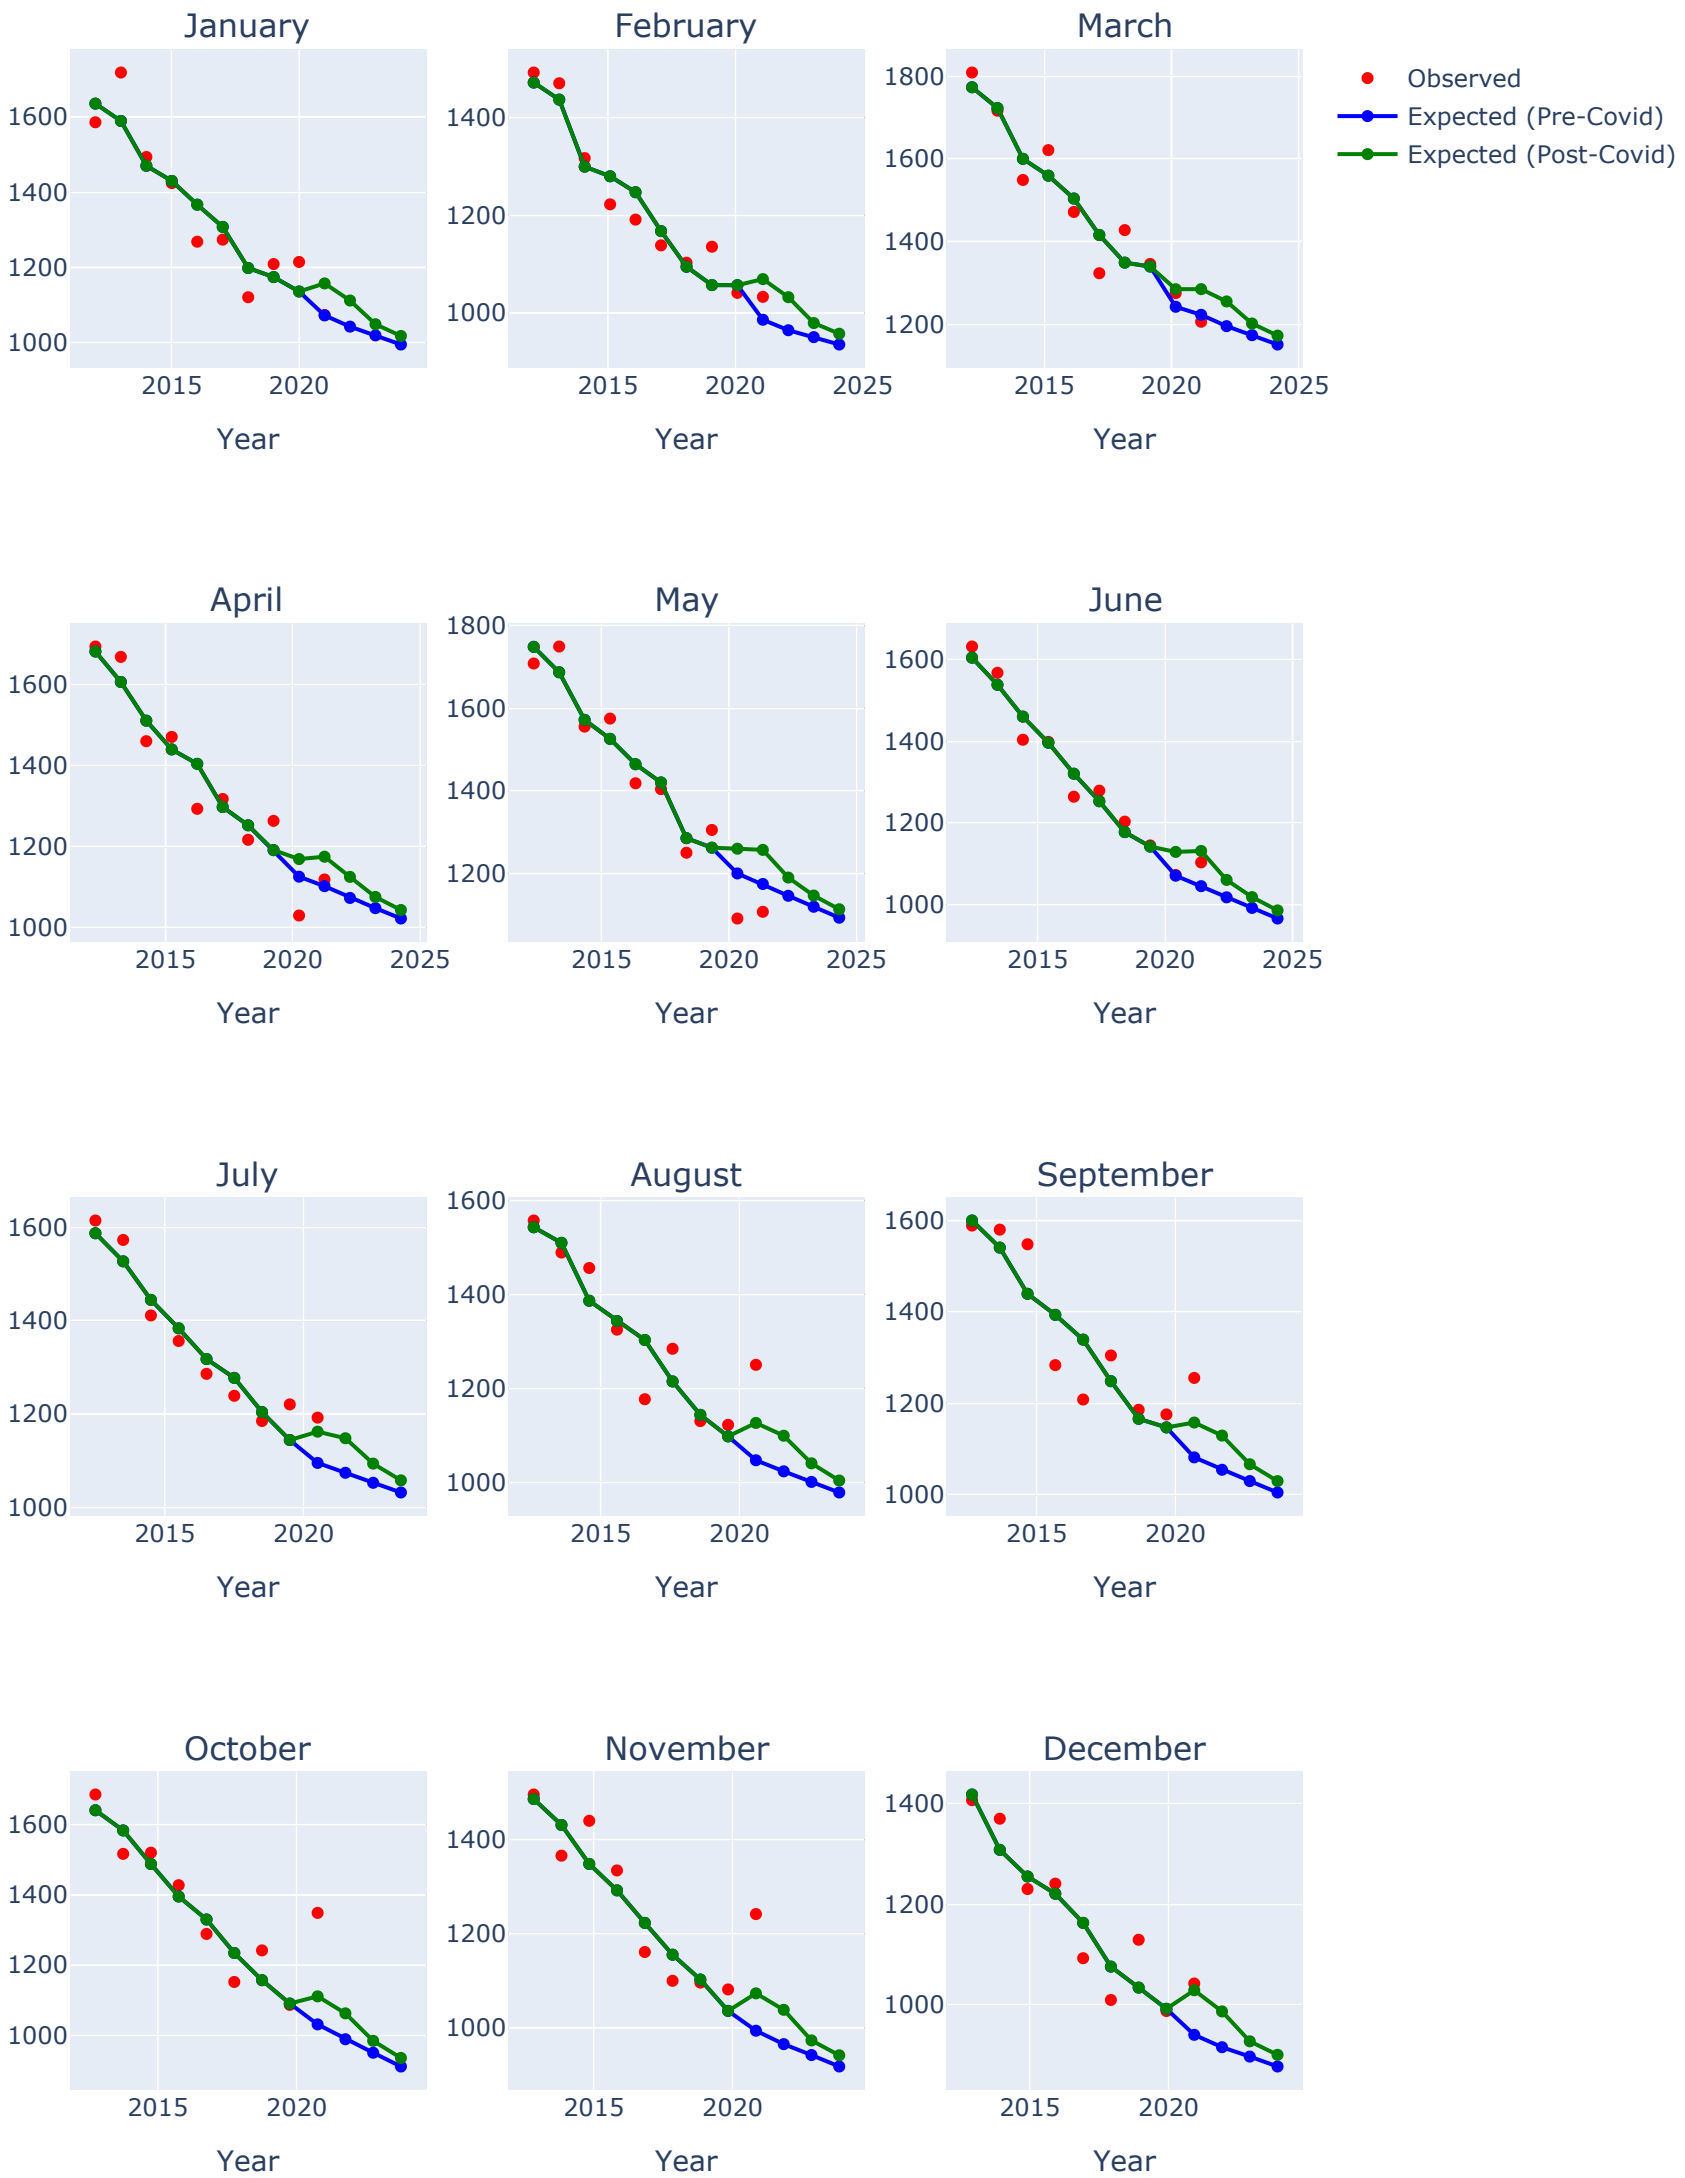 January February March
1600
1400
1200
1000
2015 2020
Year
1400
1200
1000
2015 2020 2025
Year
1800
1600
1400
1200
2015 2020 2025
Year
Observed
Expected (Pre-Covid)
Expected (Post-Covid)
April May June
1600
1400
1200
1000
2015 2020 2025
Year
1800
1600
1400
1200
2015 2020 2025
Year
1600
1400
1200
1000
2015 2020 2025
Year
July August September
1600
1400
1200
1000
2015 2020
Year
1600
1400
1200
1000
2015 2020
Year
1600
1400
1200
1000
2015 2020
Year
October November December
1600
1400
1200
1000
2015 2020
Year
1400
1200
1000
2015 2020
Year
1400
1200
1000
2015 2020
Year